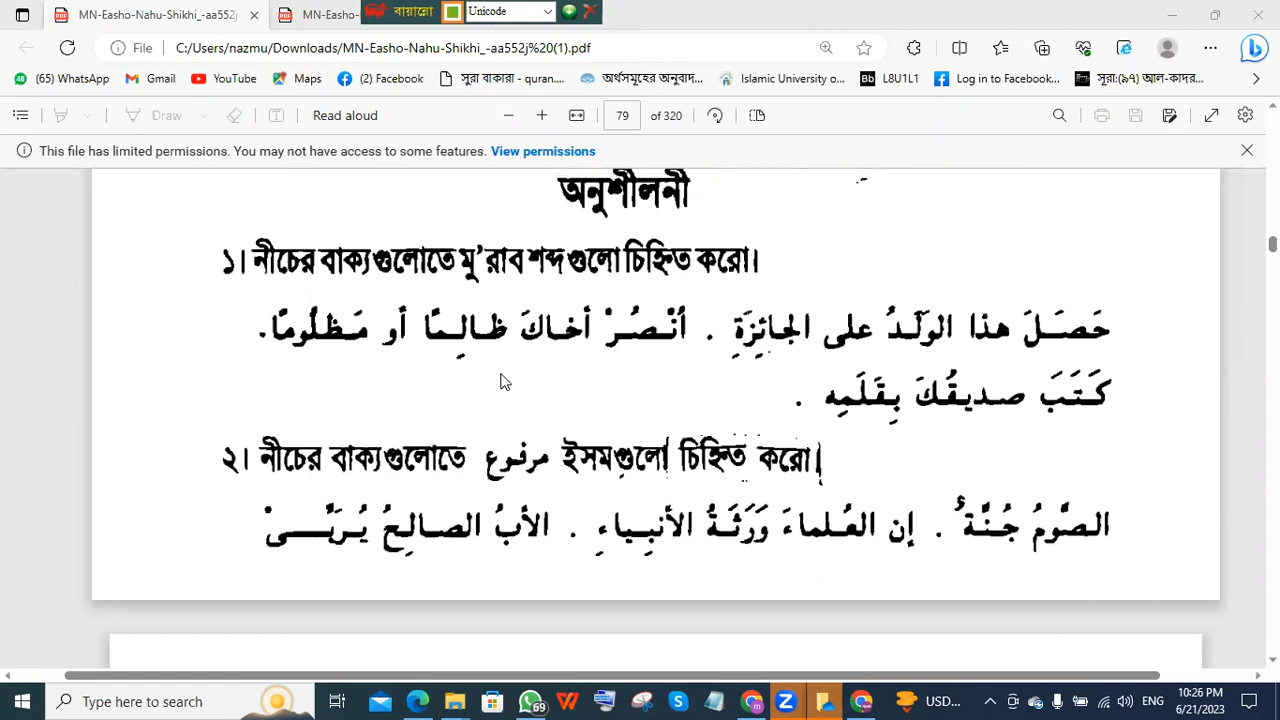 MN-Easho-Nahu-Shikhi_-aa552j
MN-Easho-
বায়ান্নো
Unicode
File
C:/Users/nazmu/Downloads/MN-Easho-Nahu-Shikhi_-aa552j%20(1).pdf
(65) WhatsApp
Gmail
YouTube
Maps
(2) Facebook
সুরা বাকারা - quran....
অর্থসমূহের অনুবাদ...
Islamic University o...
Bb L8U1L1
Log in to Facebook...
সূরা:(৯৭) আল-কাদর...
Draw
Read aloud
79 of 320
This file has limited permissions. You may not have access to some features. View permissions
অনুশীলনী
১। নীচের বাক্যগুলোতে মু'রাব শব্দগুলো চিহ্নিত করো।
حَصَلَ هذا الوَلَدُ على الجائِزَةِ . أُنْصُرْ أخاكَ ظالِمًا أو مَظلُومًا.
كَتَبَ صديقُكَ بِقَلَمِه .
২। নীচের বাক্যগুলোতে مرفوع ইসমগুলো চিহ্নিত করো।
الصَّومُ جُنَّةٌ . إن العُلماءَ وَرَثَةُ الأنبِياءِ . الأبُ الصالِحُ يُرَبِّىْ
Type here to search
69
USD...
10:26 PM
6/21/2023